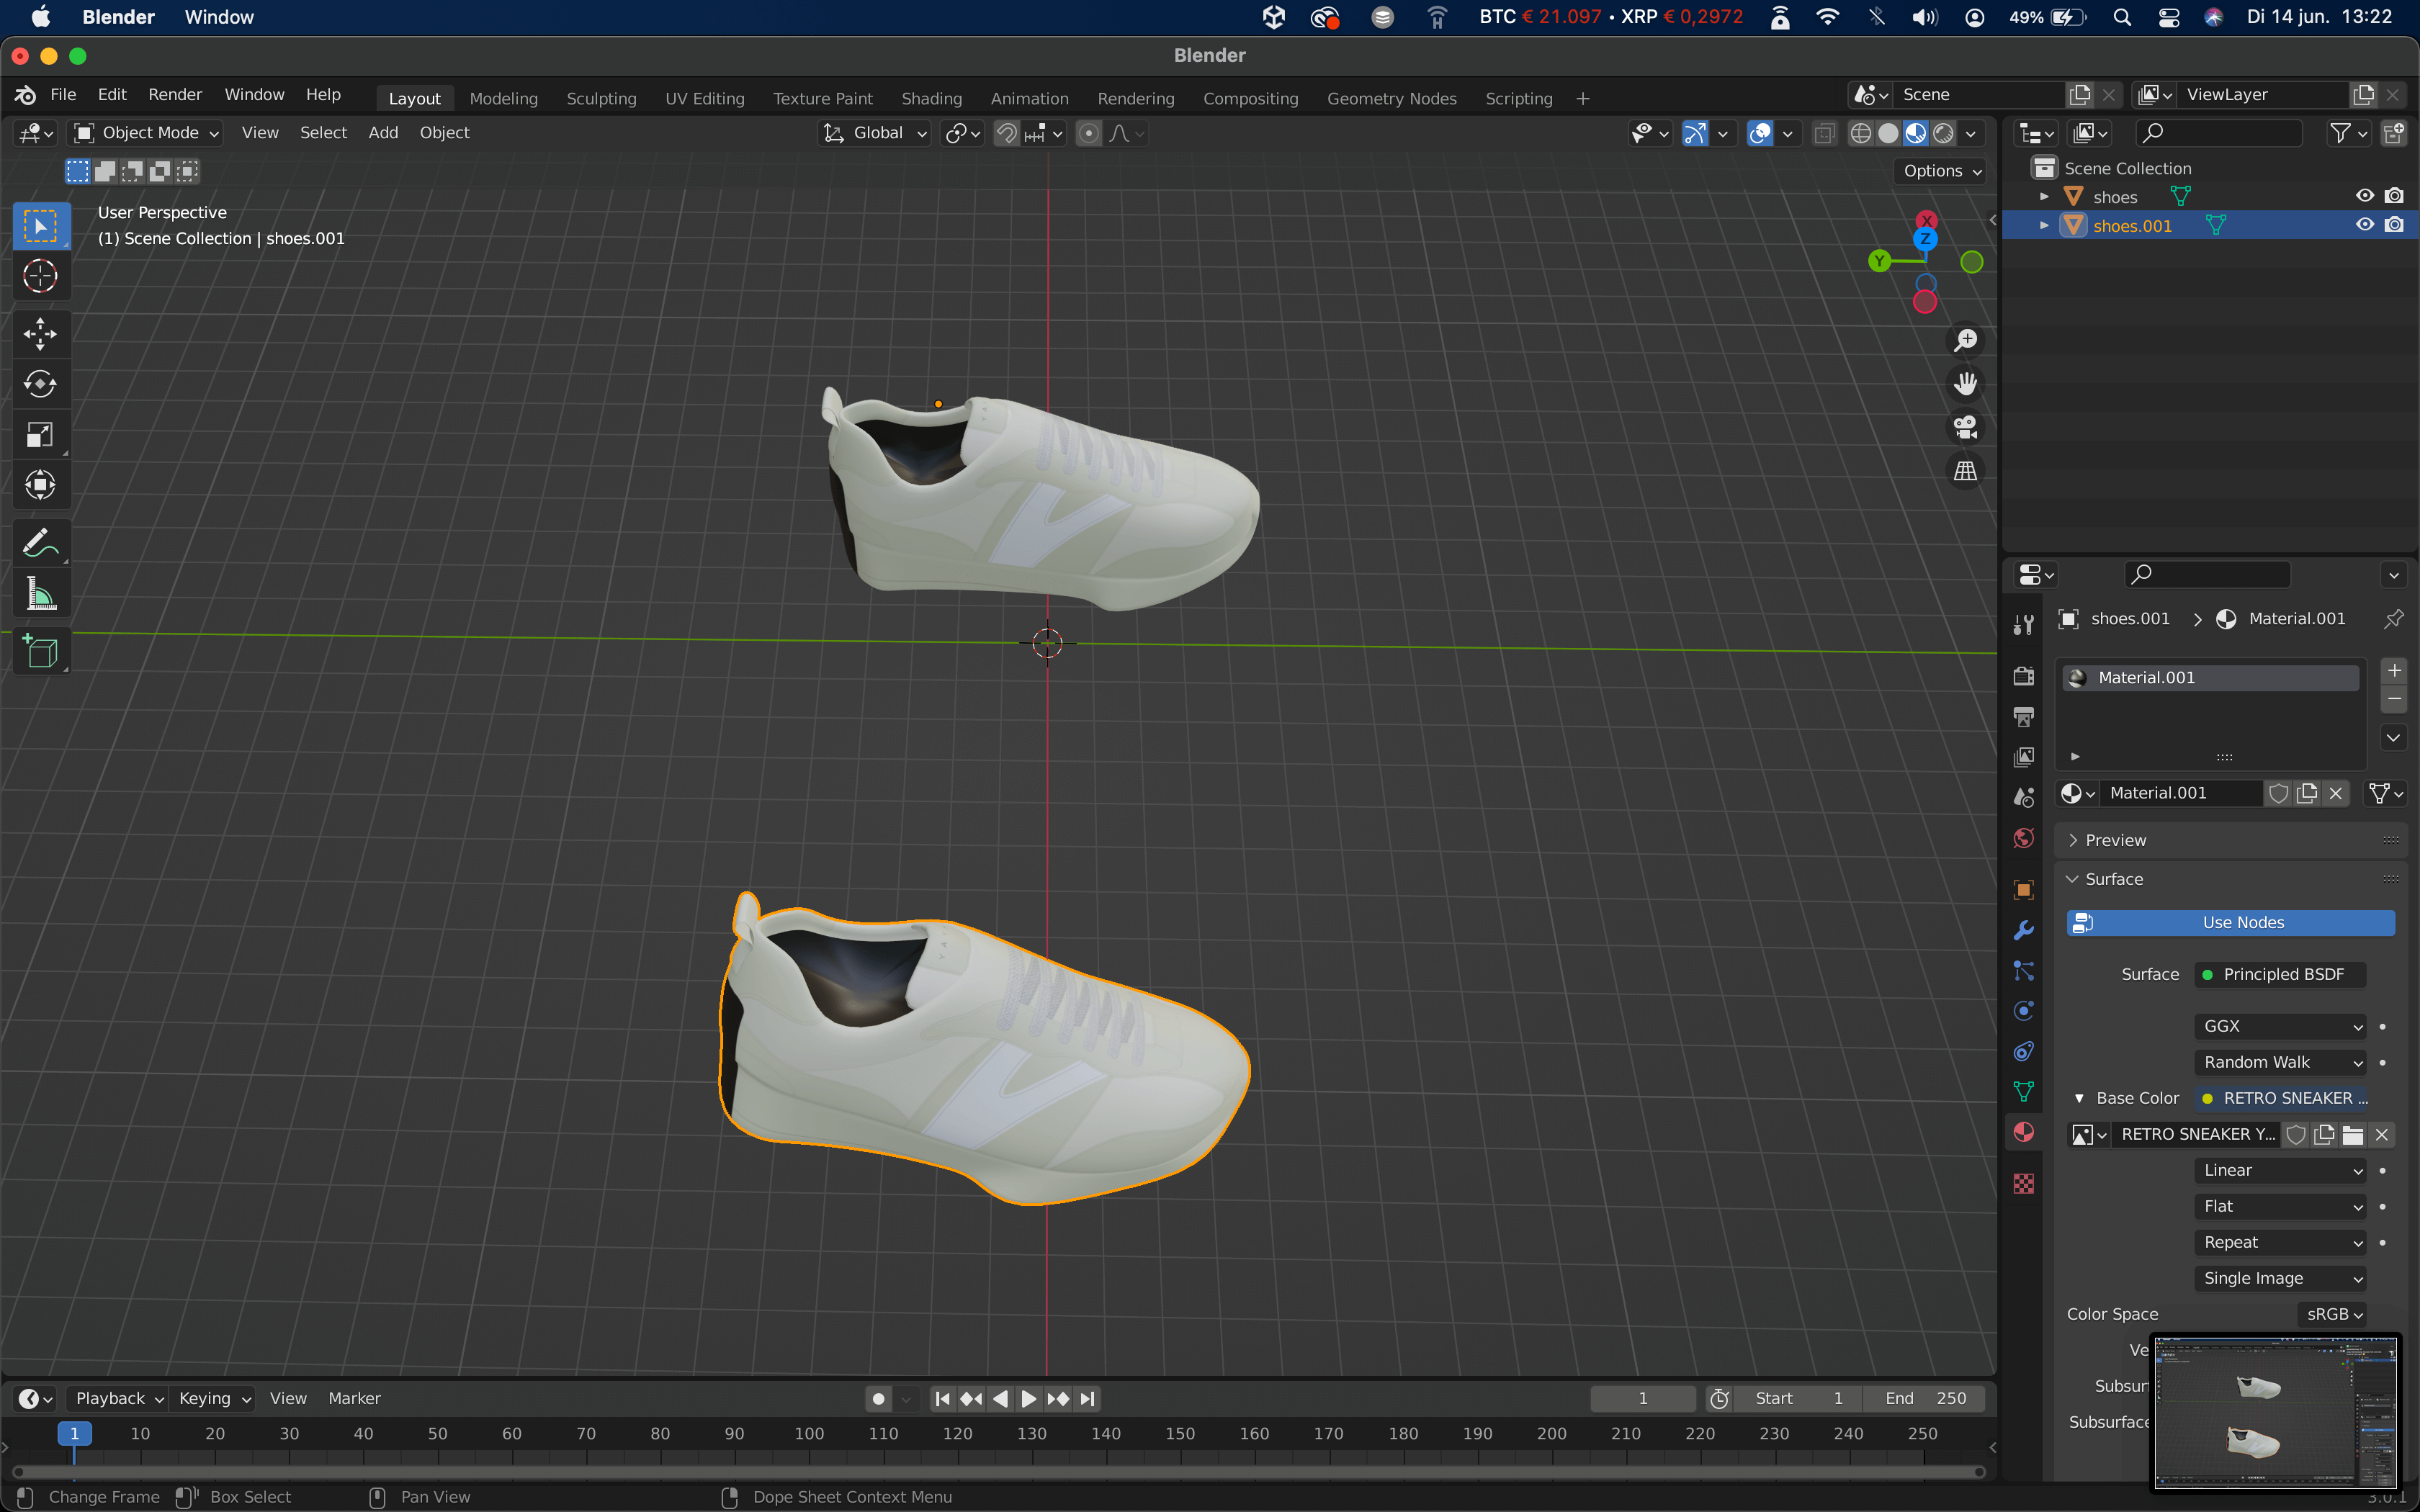 Blender Window BTC € 21.097 • XRP € 0,2972 49% Di 14 jun. 13:22
Blender
File Edit Render Window Help Layout Modeling Sculpting UV Editing Texture Paint Shading Animation Rendering Compositing Geometry Nodes Scripting + Scene ViewLayer
Object Mode View Select Add Object Global
Options
Scene Collection
shoes
shoes.001
User Perspective
(1) Scene Collection | shoes.001
X
Z
Y
shoes.001 > Material.001
Material.001
Material.001
Preview
Surface
Use Nodes
Surface Principled BSDF
GGX
Random Walk
Base Color RETRO SNEAKER ...
RETRO SNEAKER Y...
Linear
Flat
Repeat
Single Image
Color Space sRGB
Ve
Subsur
Subsurface
Playback Keying View Marker 1 Start 1 End 250
1 10 20 30 40 50 60 70 80 90 100 110 120 130 140 150 160 170 180 190 200 210 220 230 240 250
Change Frame Box Select Pan View Dope Sheet Context Menu 3.0.1